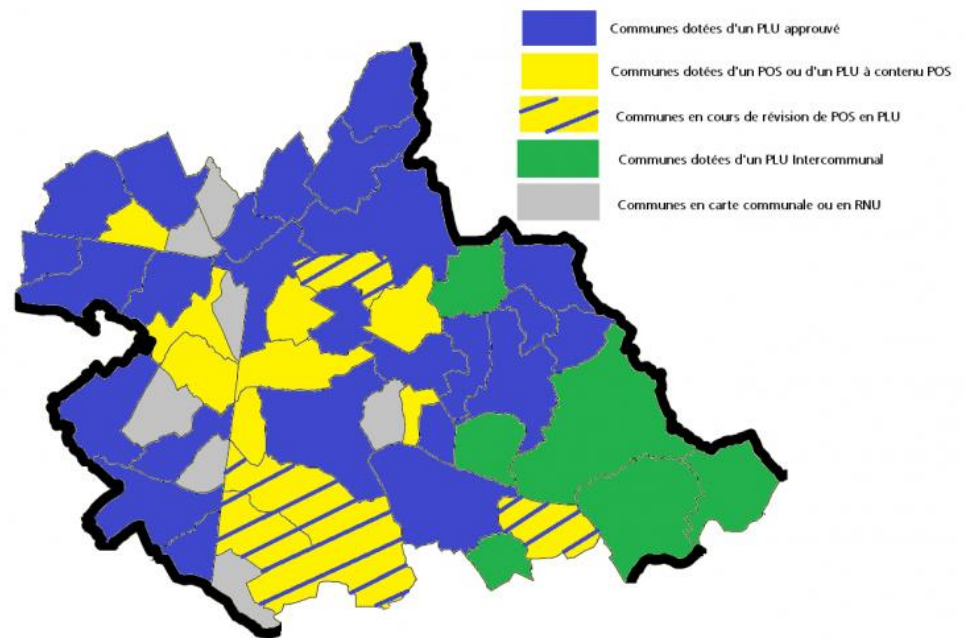 Communes dotées d'un PLU approuvé
Communes dotées d'un POS ou d'un PLU à contenu POS
Communes en cours de révision de POS en PLU
Communes dotées d'un PLU Intercommunal
Communes en carte communale ou en RNU